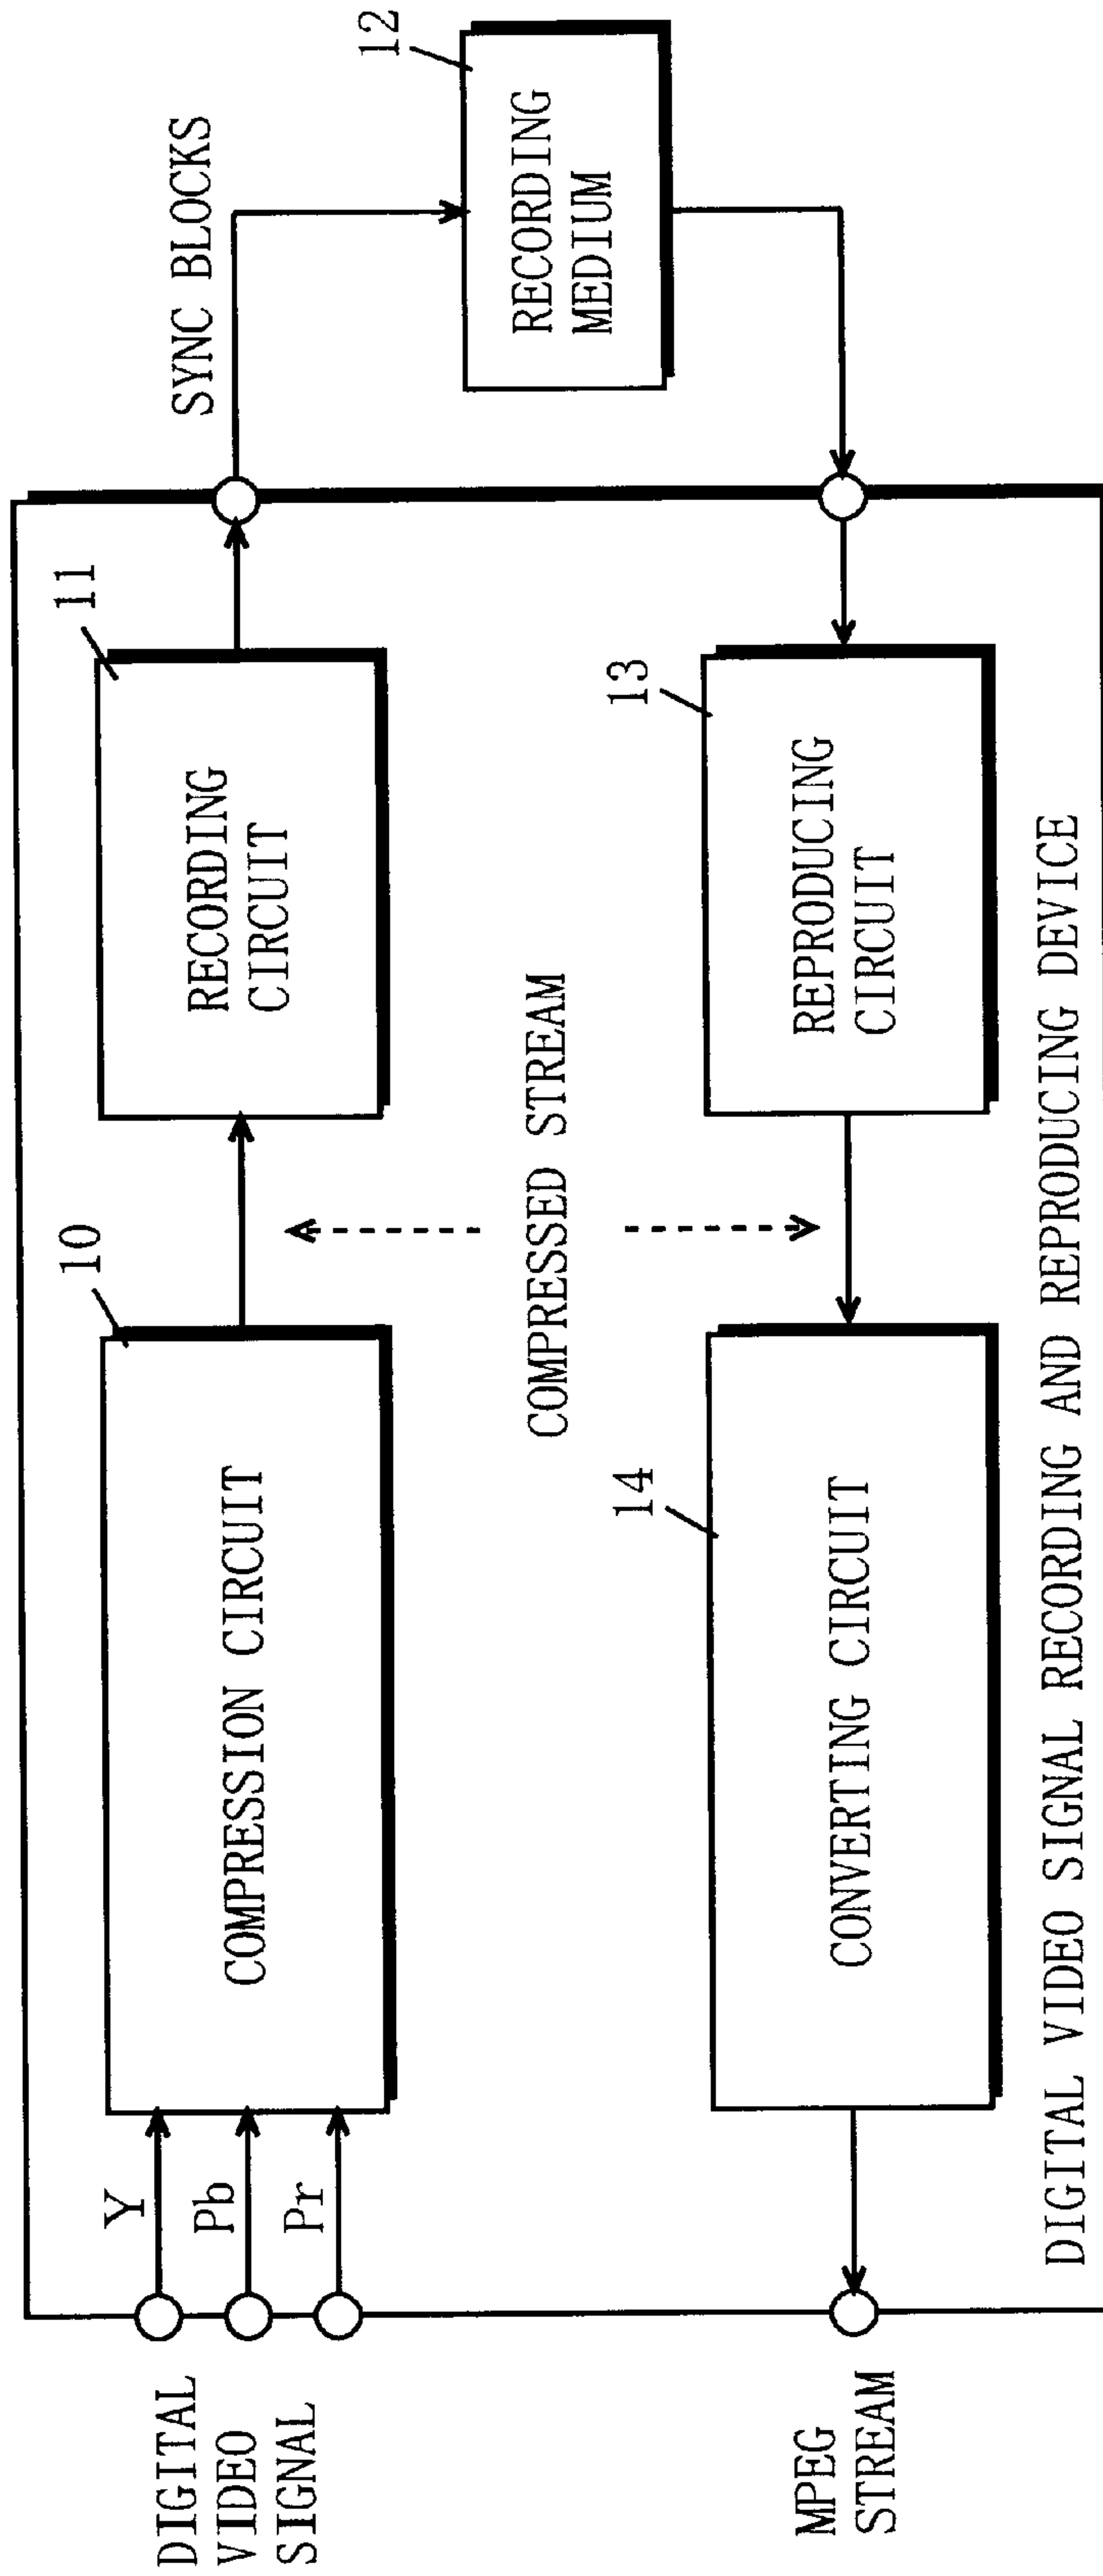 DIGITAL
VIDEO
SIGNAL
Y
Pb
Pr
10
COMPRESSION CIRCUIT
11
RECORDING
CIRCUIT
SYNC BLOCKS
12
RECORDING
MEDIUM
COMPRESSED STREAM
13
REPRODUCING
CIRCUIT
14
CONVERTING CIRCUIT
MPEG
STREAM
DIGITAL VIDEO SIGNAL RECORDING AND REPRODUCING DEVICE